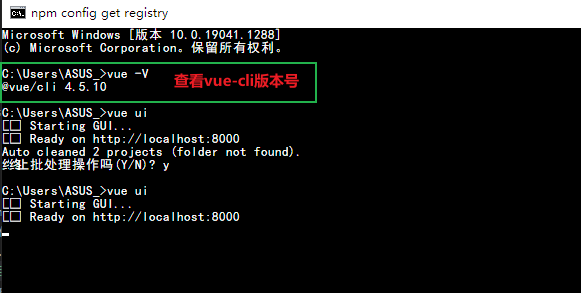 npm config get registry
Microsoft Windows [版本 10.0.19041.1288]
(c) Microsoft Corporation。保留所有权利。
C:\Users\ASUS_>vue -V
@vue/cli 4.5.10
查看vue-cli版本号
C:\Users\ASUS_>vue ui
Starting GUI...
Ready on http://localhost:8000
Auto cleaned 2 projects (folder not found).
终止批处理操作吗(Y/N)? y
C:\Users\ASUS_>vue ui
Starting GUI...
Ready on http://localhost:8000